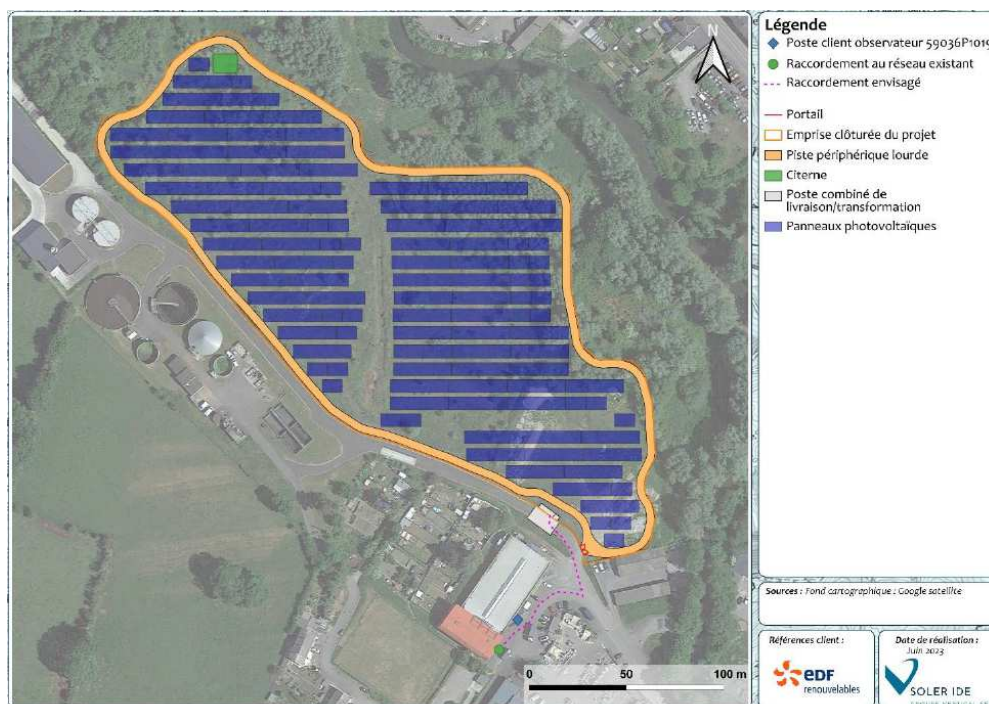 N
0 50 100 m
Légende
Poste client observateur 59036P1019
Raccordement au réseau existant
Raccordement envisagé
Portail
Emprise clôturée du projet
Piste périphérique lourde
Citerne
Poste combiné de
livraison/transformation
Panneaux photovoltaïques
Sources : Fond cartographique : Google satellite
Références client :
edf
renouvelables
Date de réalisation :
Juin 2023
SOLER IDE